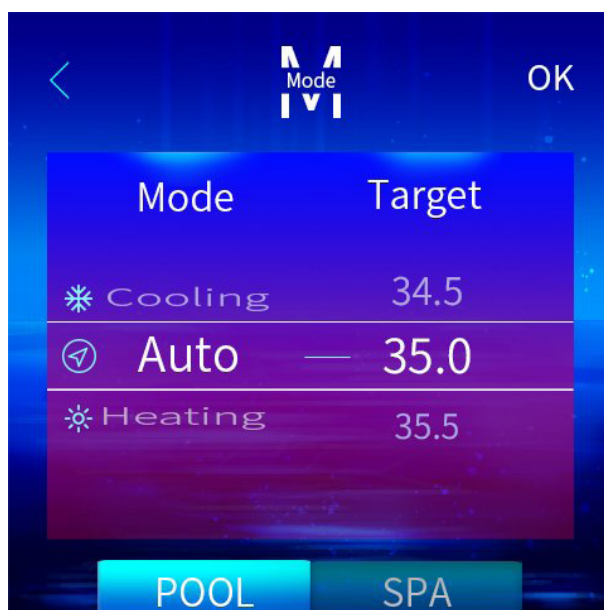 M
Mode
OK
Mode Target
Cooling 34.5
Auto — 35.0
Heating 35.5
POOL SPA